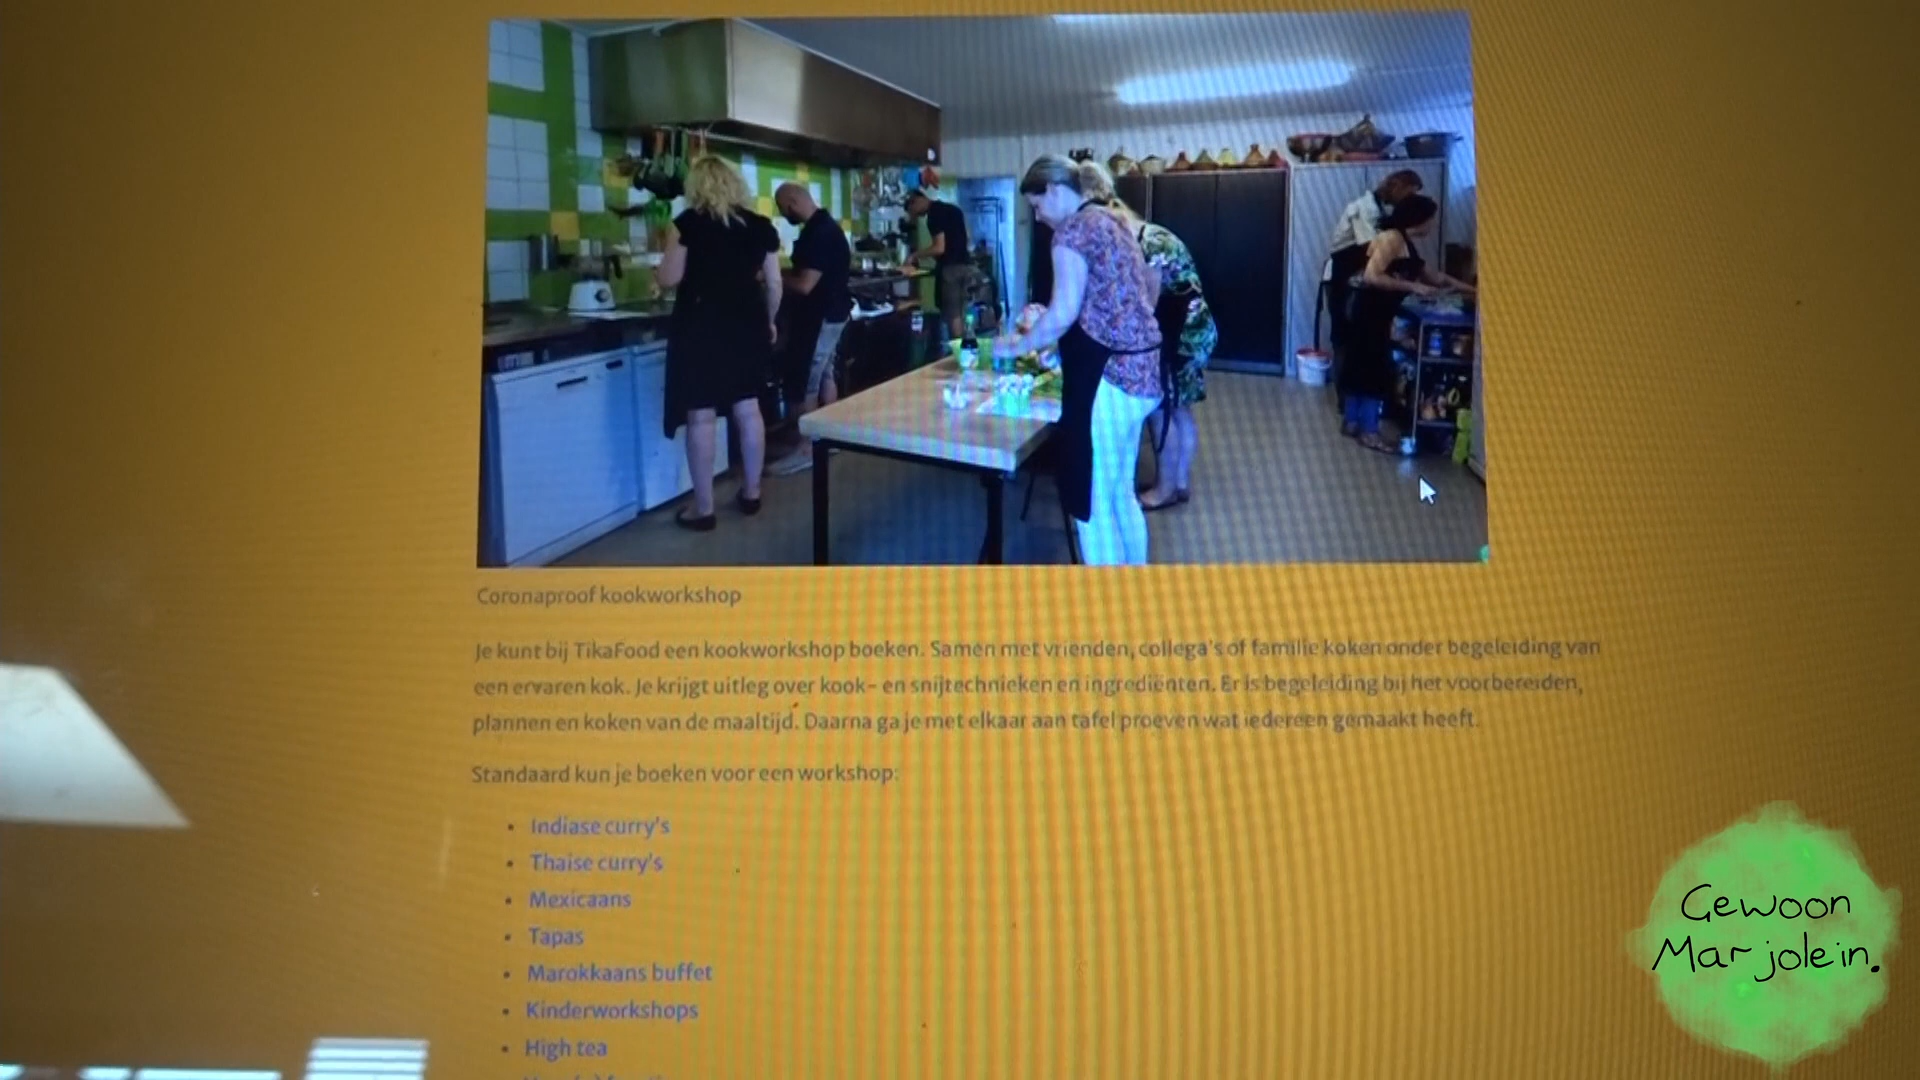 Coronaproof kookworkshop
Je kunt bij TikaFood een kookworkshop boeken. Samen met vrienden, collega's of familie koken onder begeleiding van
een ervaren kok. Je krijgt uitleg over kook- en snijtechnieken en ingrediënten. Er is begeleiding bij het voorbereiden,
plannen en koken van de maaltijd. Daarna ga je met elkaar aan tafel proeven wat iedereen gemaakt heeft.
Standaard kun je boeken voor een workshop:
• Indiase curry's
• Thaise curry's
• Mexicaans
• Tapas
• Marokkaans buffet
• Kinderworkshops
• High tea
Gewoon
Marjolein.